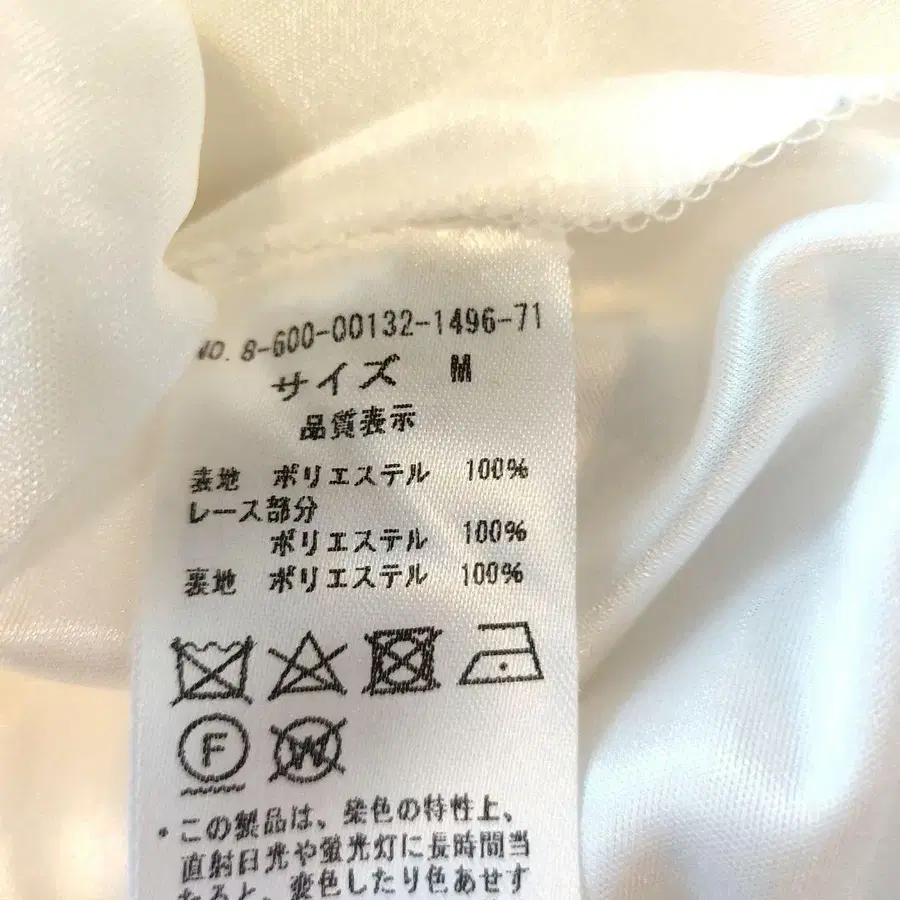 NO. 8-600-00132-1496-71
サイズ M
品質表示
表地 ポリエステル 100%
レース部分
ポリエステル 100%
裏地 ポリエステル 100%
F W
・この製品は、染色の特性上、
直射日光や蛍光灯に長時間当
たると、変色したり色あせす